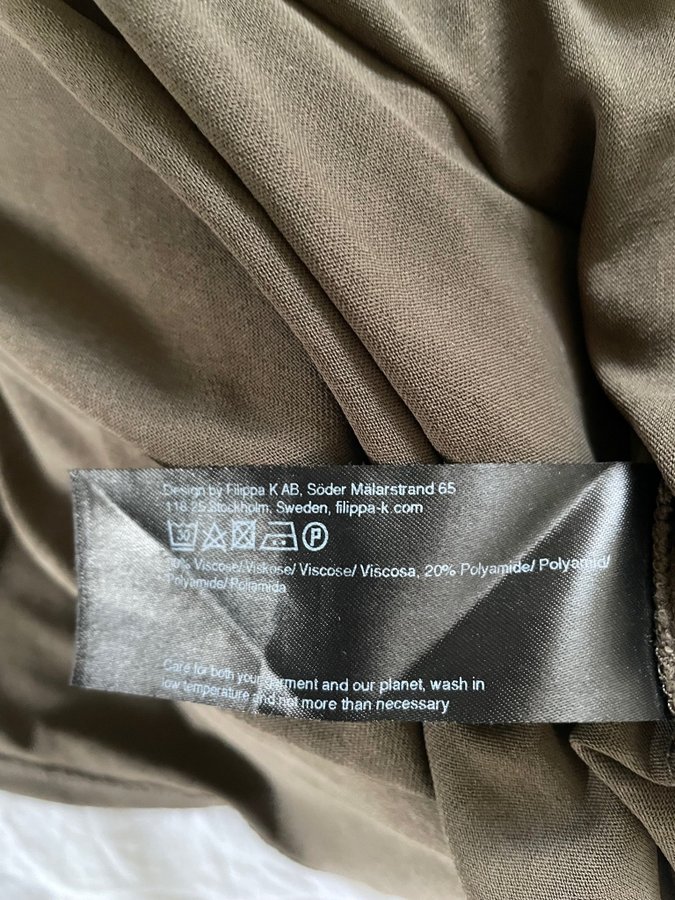 Design by Filippa K AB, Söder Mälarstrand 65
118 25 Stockholm, Sweden, filippa-k.com
30 P
% Viscose/ Viskose/ Viscose/ Viscosa, 20% Polyamide/ Polyamid/
Polyamide/ Poliamida
Care for both your garment and our planet, wash in
low temperature and not more than necessary